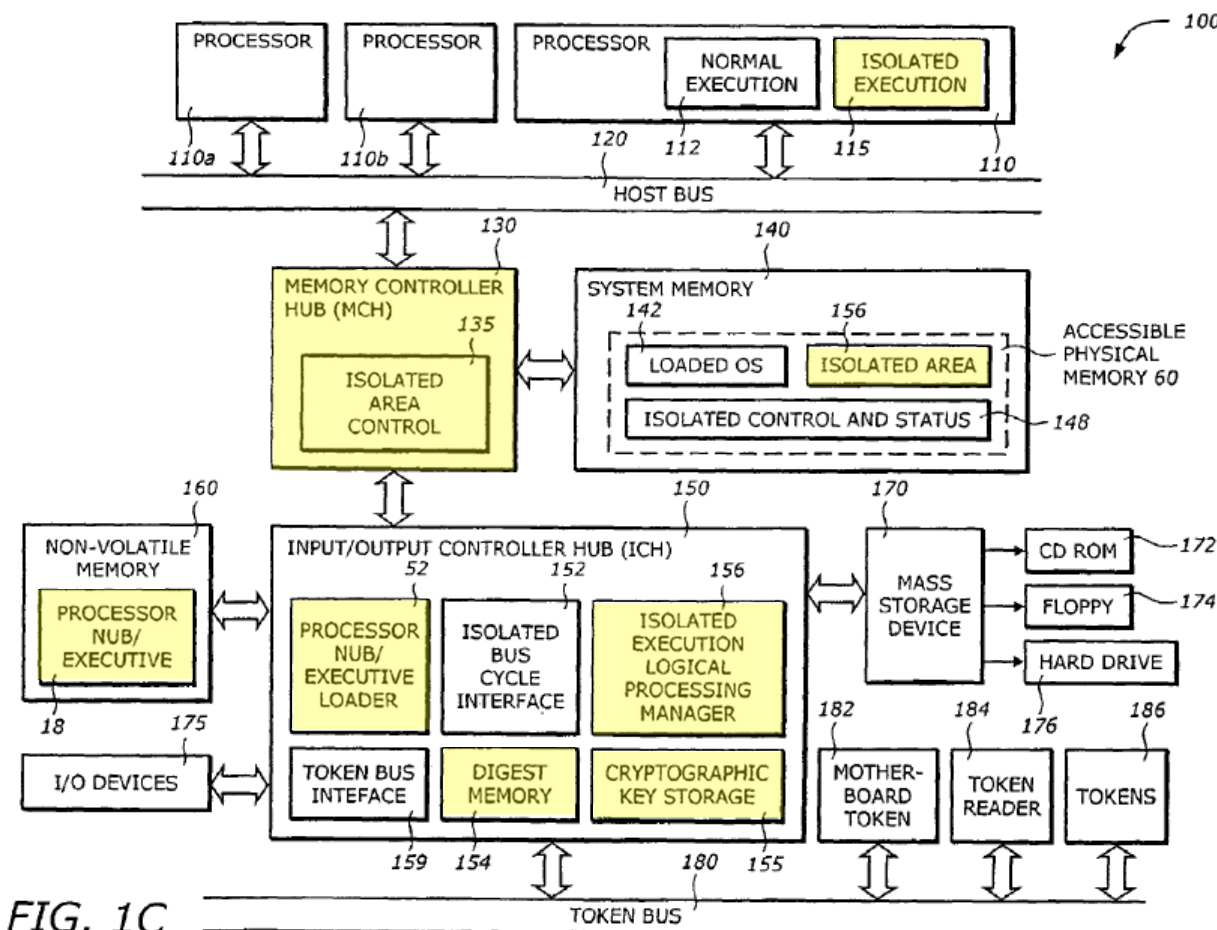 100
PROCESSOR
PROCESSOR
PROCESSOR
NORMAL
EXECUTION
ISOLATED
EXECUTION
110a
110b
120
112
115
110
HOST BUS
130
140
MEMORY CONTROLLER
HUB (MCH)
135
ISOLATED
AREA
CONTROL
SYSTEM MEMORY
142
156
LOADED OS
ISOLATED AREA
ISOLATED CONTROL AND STATUS
148
ACCESSIBLE
PHYSICAL
MEMORY 60
160
150
170
NON-VOLATILE
MEMORY
PROCESSOR
NUB/
EXECUTIVE
18
175
I/O DEVICES
INPUT/OUTPUT CONTROLLER HUB (ICH)
52
152
156
PROCESSOR
NUB/
EXECUTIVE
LOADER
ISOLATED
BUS
CYCLE
INTERFACE
ISOLATED
EXECUTION
LOGICAL
PROCESSING
MANAGER
TOKEN BUS
INTEFACE
DIGEST
MEMORY
CRYPTOGRAPHIC
KEY STORAGE
159
154
180
155
MASS
STORAGE
DEVICE
CD ROM
172
FLOPPY
174
HARD DRIVE
176
182
184
186
MOTHER-
BOARD
TOKEN
TOKEN
READER
TOKENS
TOKEN BUS
FIG. 1C